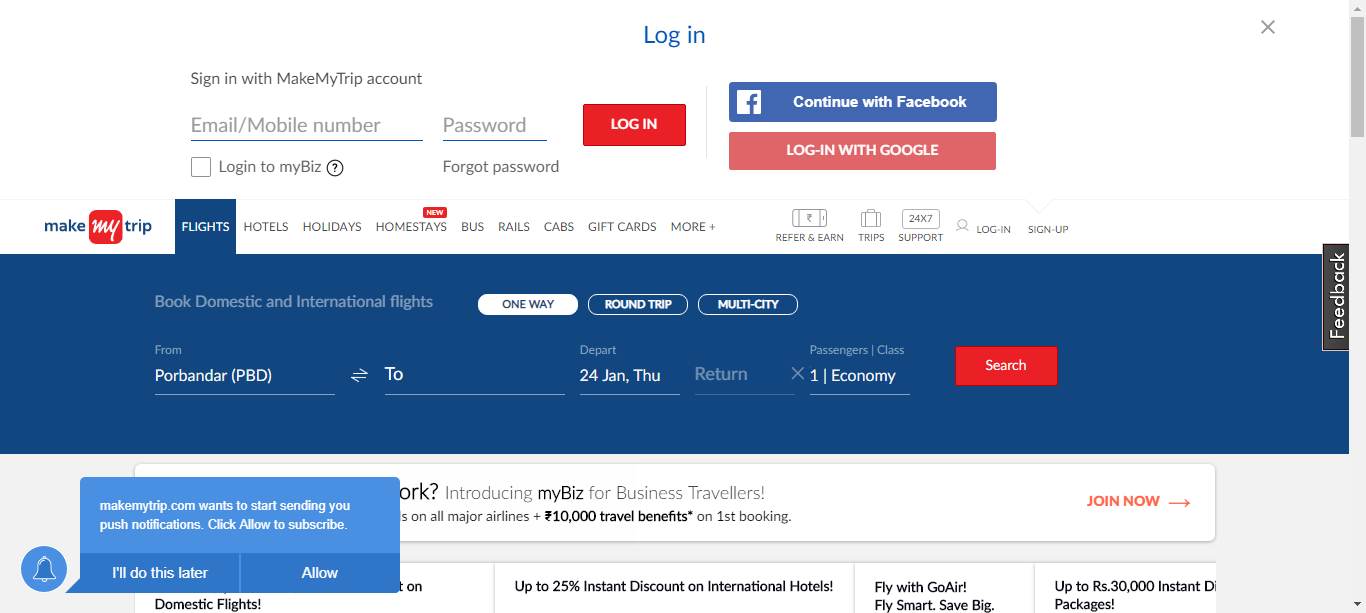 Log in
Sign in with MakeMyTrip account
Email/Mobile number
Password
LOG IN
Login to myBiz ?
Forgot password
f Continue with Facebook
LOG-IN WITH GOOGLE
make my trip
FLIGHTS
HOTELS
HOLIDAYS
HOMESTAYS
NEW
BUS
RAILS
CABS
GIFT CARDS
MORE +
₹
REFER & EARN
TRIPS
24X7
SUPPORT
LOG-IN
SIGN-UP
Feedback
Book Domestic and International flights
ONE WAY
ROUND TRIP
MULTI-CITY
From
Porbandar (PBD)
To
Depart
24 Jan, Thu
Return
Passengers | Class
1 | Economy
Search
ork? Introducing myBiz for Business Travellers!
s on all major airlines + ₹10,000 travel benefits* on 1st booking.
JOIN NOW
makemytrip.com wants to start sending you
push notifications. Click Allow to subscribe.
I'll do this later
Allow
t on
Domestic Flights!
Up to 25% Instant Discount on International Hotels!
Fly with GoAir!
Fly Smart. Save Big.
Up to Rs.30,000 Instant Di
Packages!